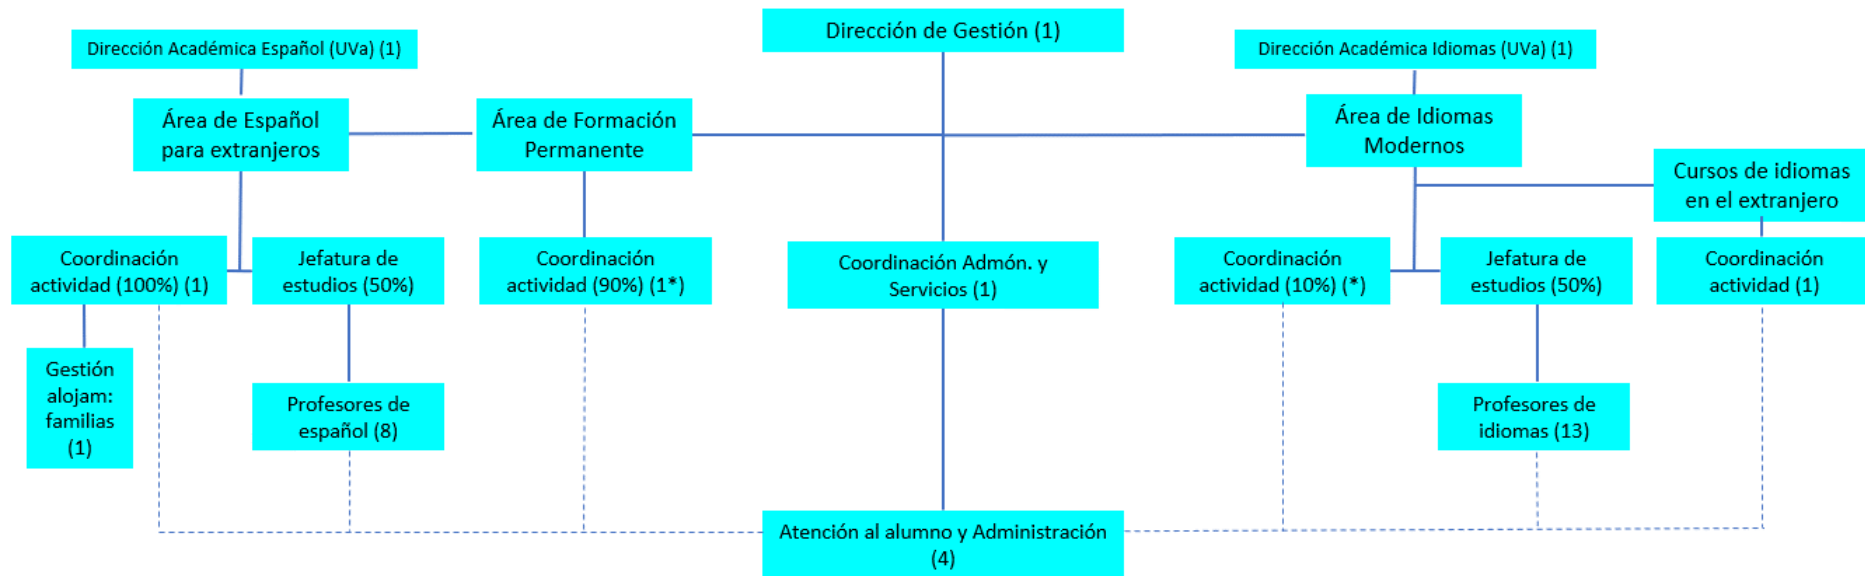 Dirección de Gestión (1)
Dirección Académica Español (UVa) (1)
Dirección Académica Idiomas (UVa) (1)
Área de Español
para extranjeros
Área de Formación
Permanente
Área de Idiomas
Modernos
Cursos de idiomas
en el extranjero
Coordinación
actividad (100%) (1)
Jefatura de
estudios (50%)
Coordinación
actividad (90%) (1*)
Coordinación Admón. y
Servicios (1)
Coordinación
actividad (10%) (*)
Jefatura de
estudios (50%)
Coordinación
actividad (1)
Gestión
alojam:
familias
(1)
Profesores de
español (8)
Profesores de
idiomas (13)
Atención al alumno y Administración
(4)